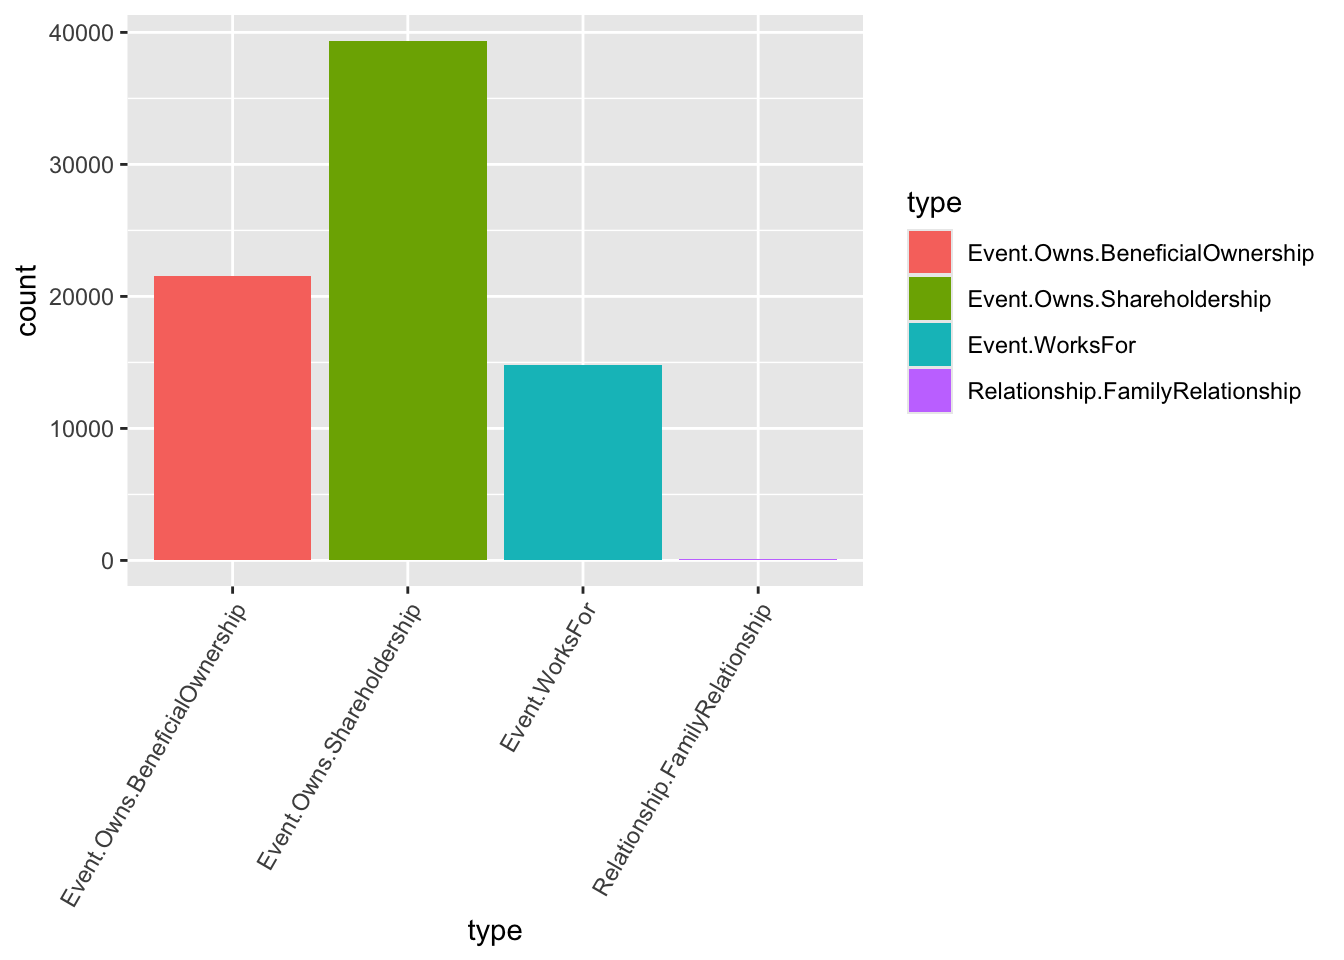 40000
30000
20000
10000
0
count
Event.Owns.BeneficialOwnership
Event.Owns.Shareholdership
Event.WorksFor
Relationship.FamilyRelationship
type
type
Event.Owns.BeneficialOwnership
Event.Owns.Shareholdership
Event.WorksFor
Relationship.FamilyRelationship